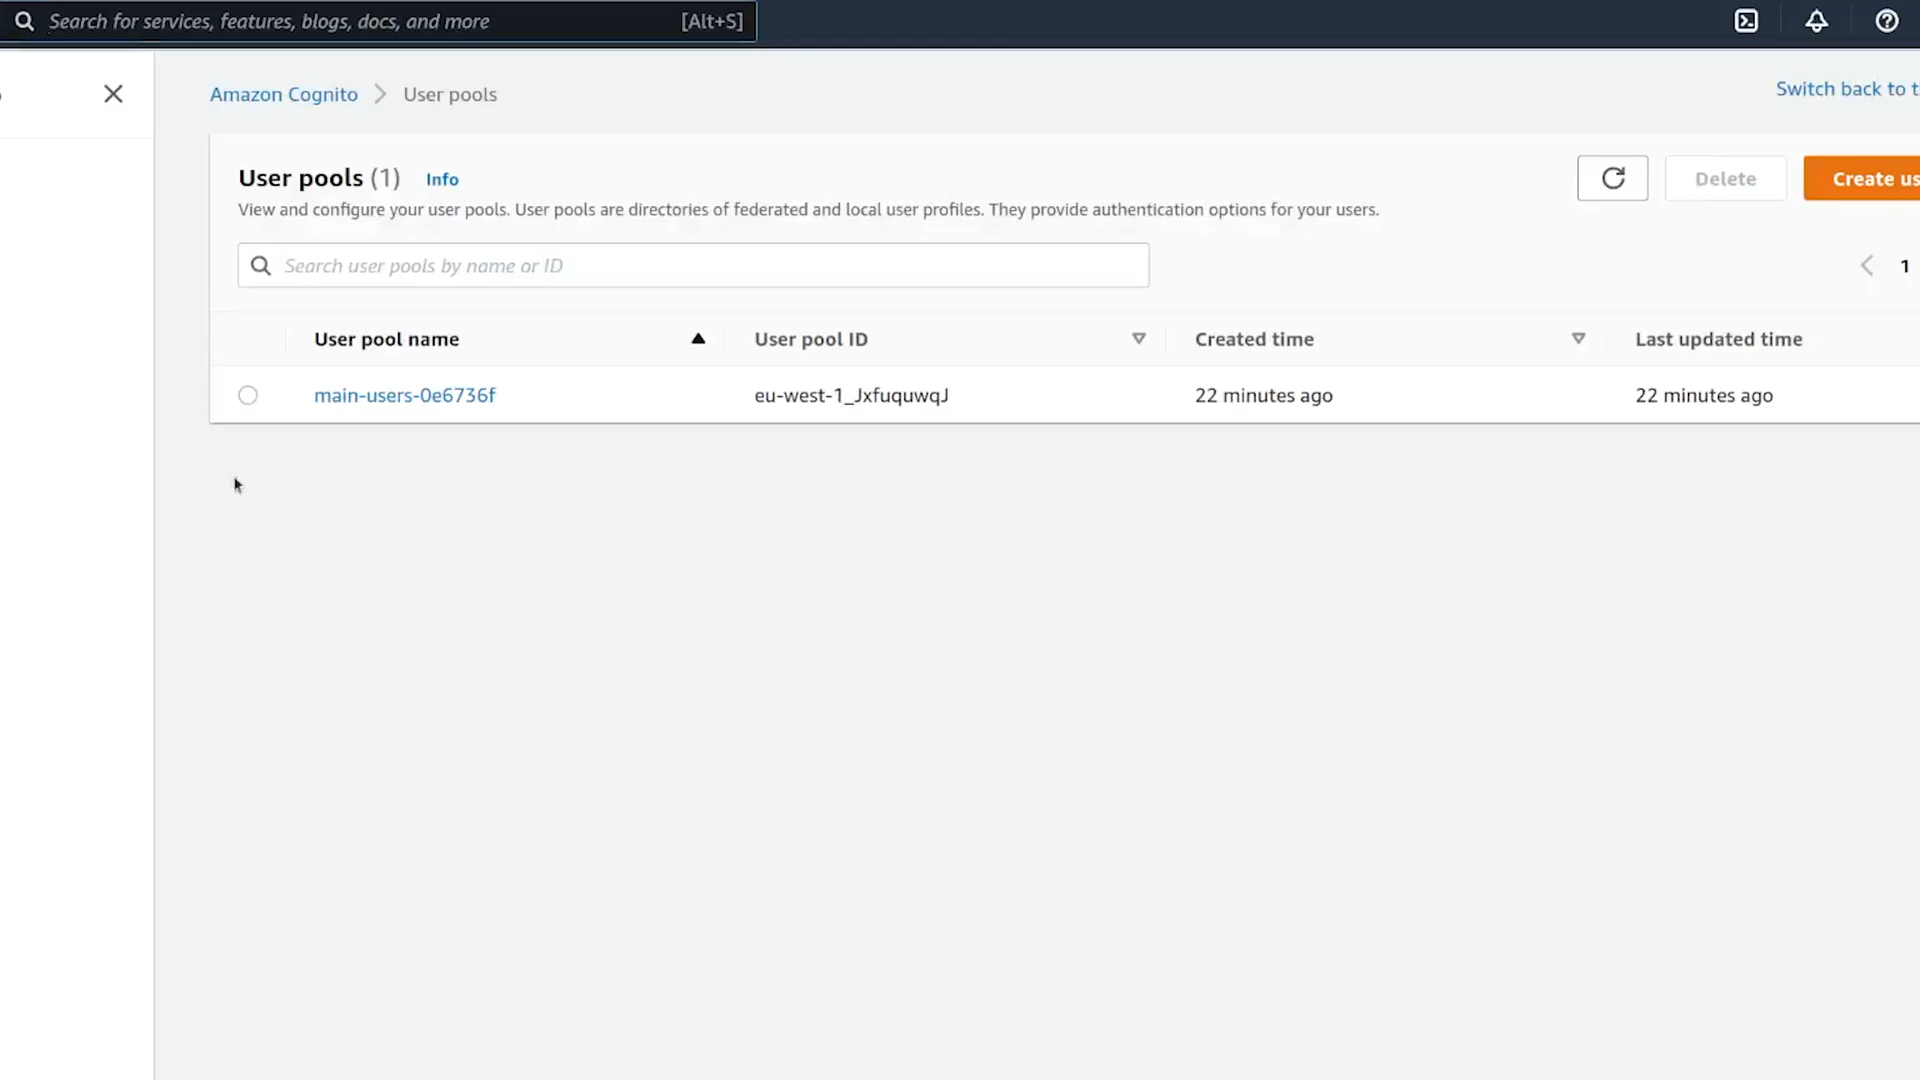 Search for services, features, blogs, docs, and more [Alt+S]
Amazon Cognito > User pools
Switch back to t
User pools (1) Info
Delete
Create us
View and configure your user pools. User pools are directories of federated and local user profiles. They provide authentication options for your users.
Search user pools by name or ID
1
User pool name User pool ID Created time Last updated time
main-users-0e6736f eu-west-1_JxfuquwqJ 22 minutes ago 22 minutes ago